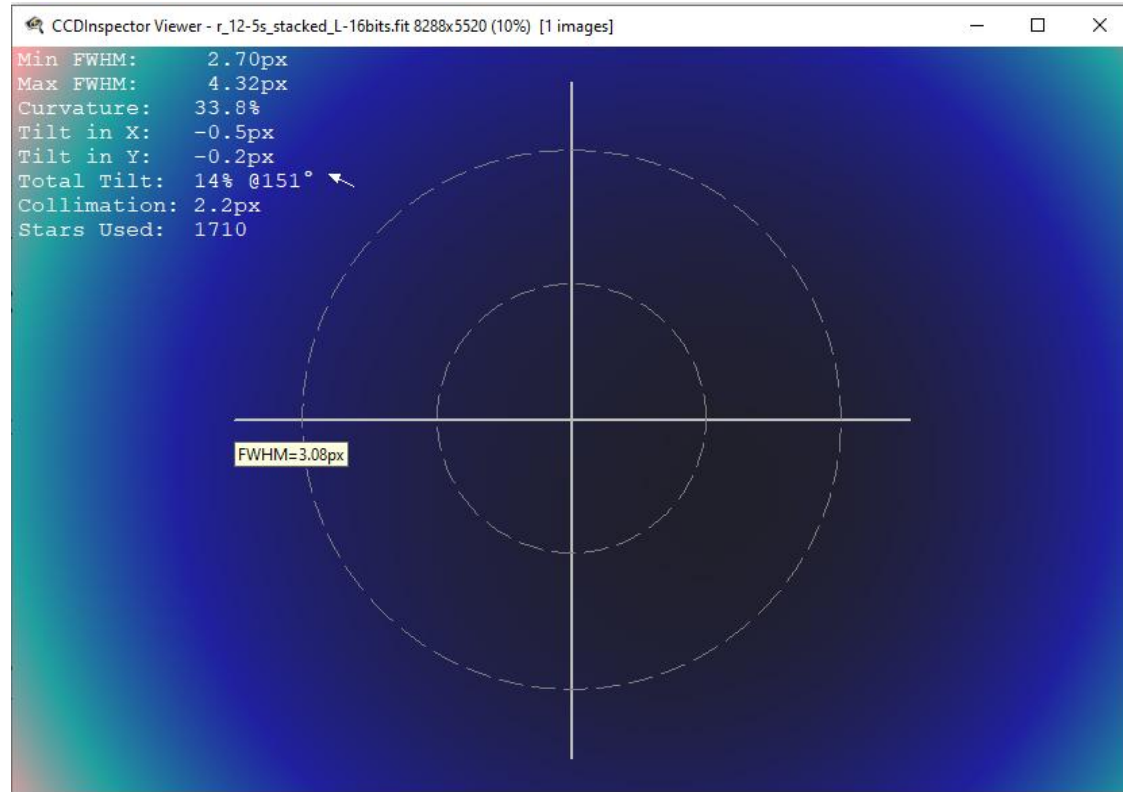 CCDInspector Viewer - r_12-5s_stacked_L-16bits.fit 8288x5520 (10%) [1 images]
Min FWHM: 2.70px
Max FWHM: 4.32px
Curvature: 33.8%
Tilt in X: -0.5px
Tilt in Y: -0.2px
Total Tilt: 14% @151°
Collimation: 2.2px
Stars Used: 1710
FWHM=3.08px